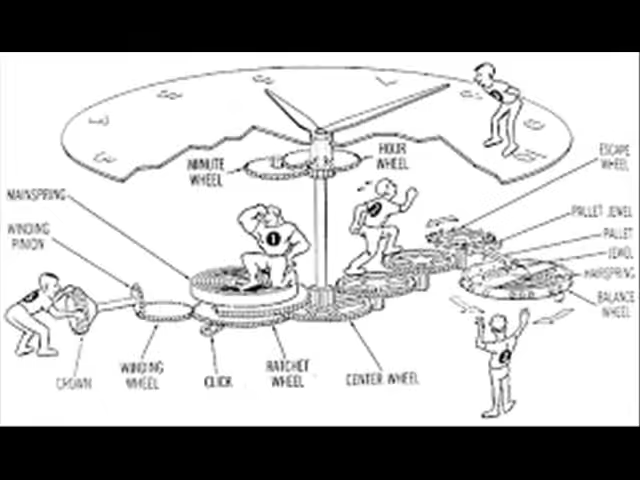 MINUTE
WHEEL
HOUR
WHEEL
ESCAPE
WHEEL
MAINSPRING
PALLET JEWEL
WINDING
PINION
PALLET
JEWEL
HAIRSPRING
BALANCE
WHEEL
CROWN
WINDING
WHEEL
CLICK
RATCHET
WHEEL
CENTER WHEEL